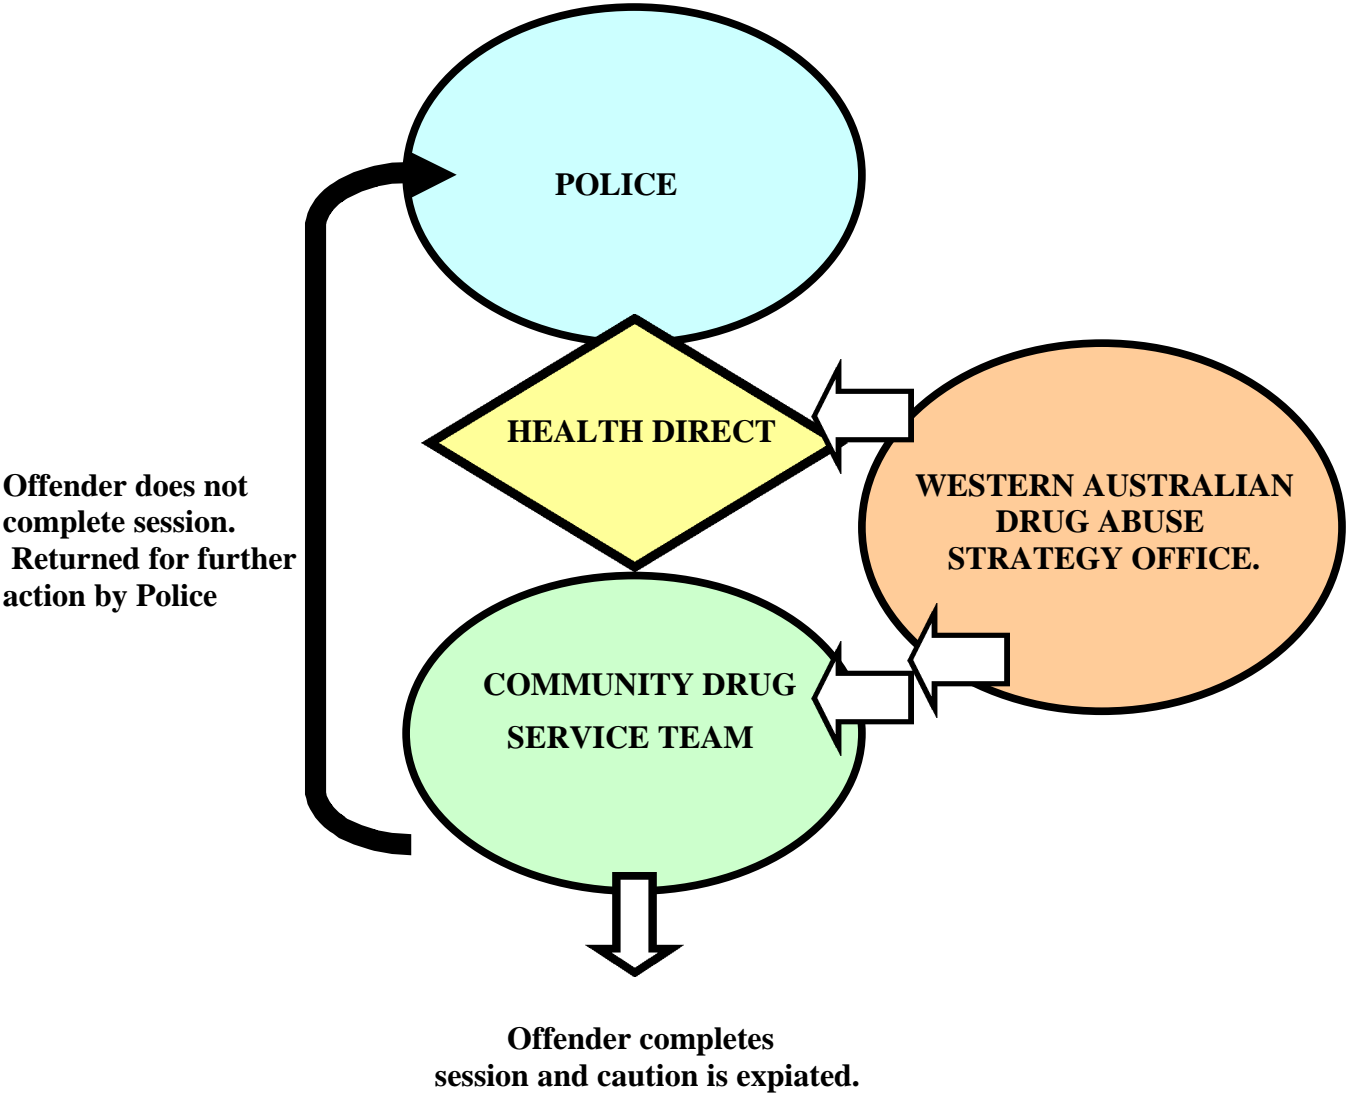 POLICE
HEALTH DIRECT
WESTERN AUSTRALIAN
DRUG ABUSE
STRATEGY OFFICE.
Offender does not
complete session.
Returned for further
action by Police
COMMUNITY DRUG
SERVICE TEAM
Offender completes
session and caution is expiated.